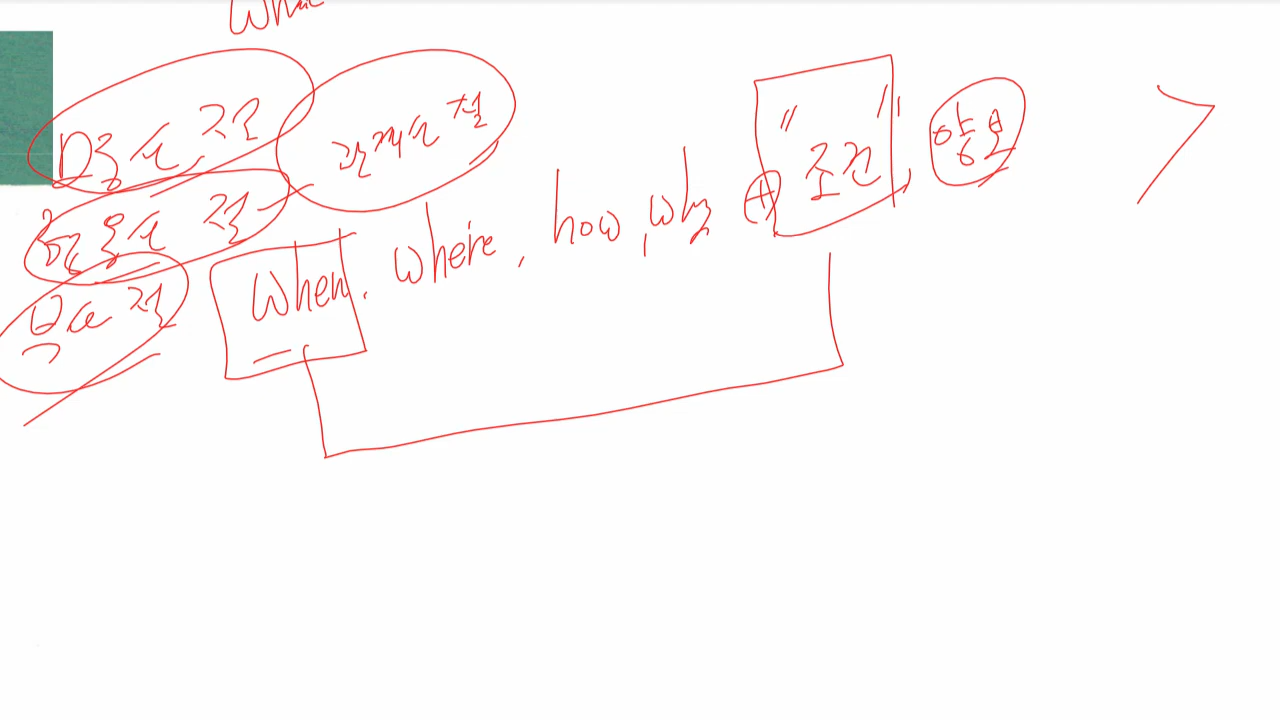 명사절 관계사절
형용사절
부사절 when, where, how, why + "조건", 양보